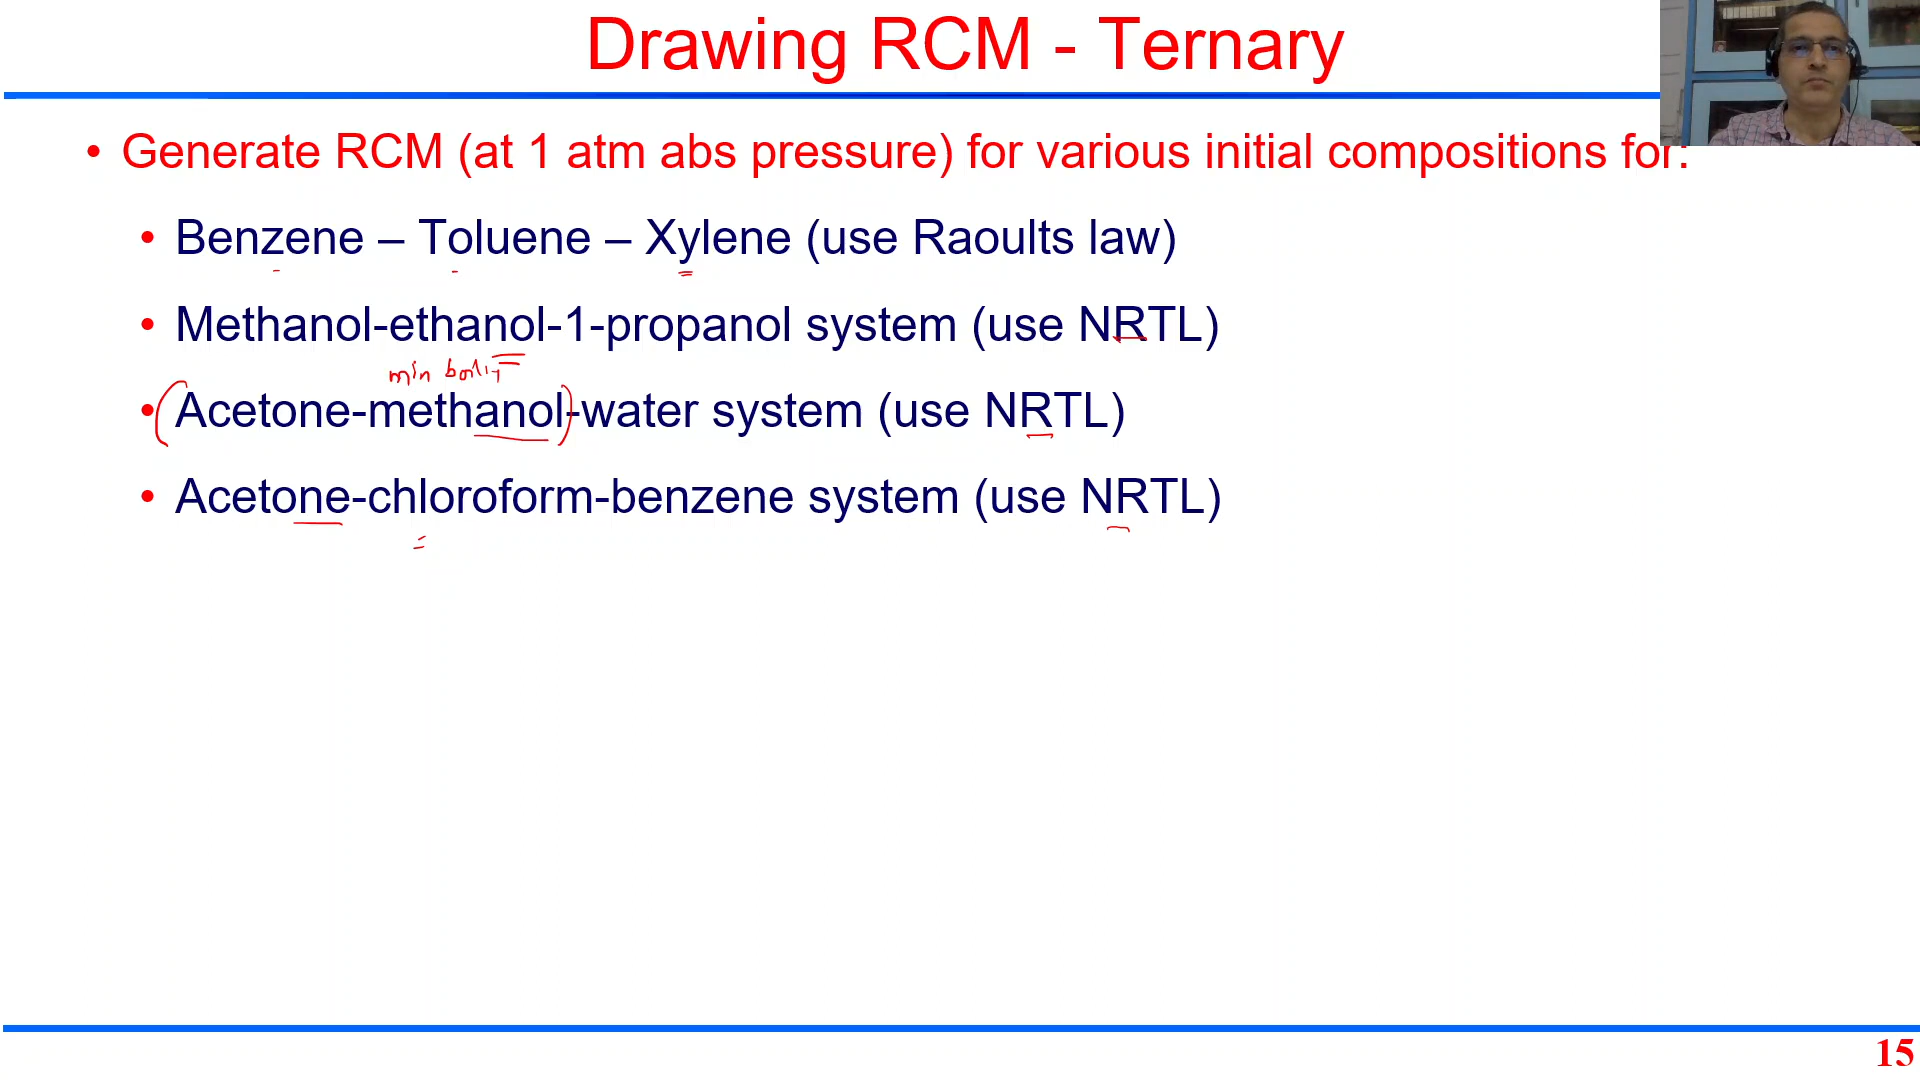 Drawing RCM - Ternary
• Generate RCM (at 1 atm abs pressure) for various initial compositions for:
• Benzene – Toluene – Xylene (use Raoults law)
• Methanol-ethanol-1-propanol system (use NRTL)
min
• Acetone-methanol-water system (use NRTL)
• Acetone-chloroform-benzene system (use NRTL)
15